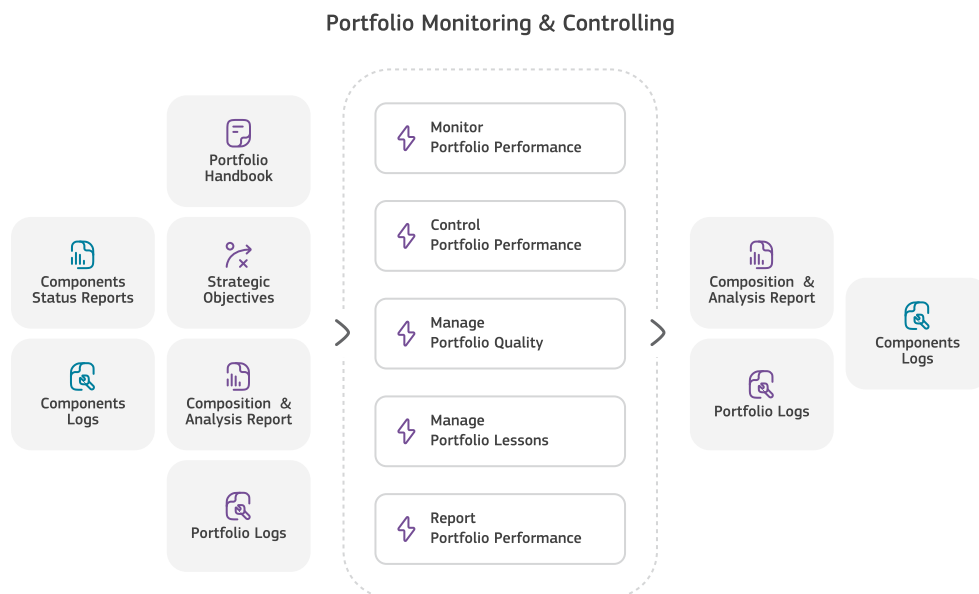 Portfolio Monitoring & Controlling
Portfolio
Handbook
Components
Status Reports
Strategic
Objectives
Components
Logs
Composition &
Analysis Report
Portfolio Logs
Monitor
Portfolio Performance
Control
Portfolio Performance
Manage
Portfolio Quality
Manage
Portfolio Lessons
Report
Portfolio Performance
Composition &
Analysis Report
Portfolio Logs
Components
Logs